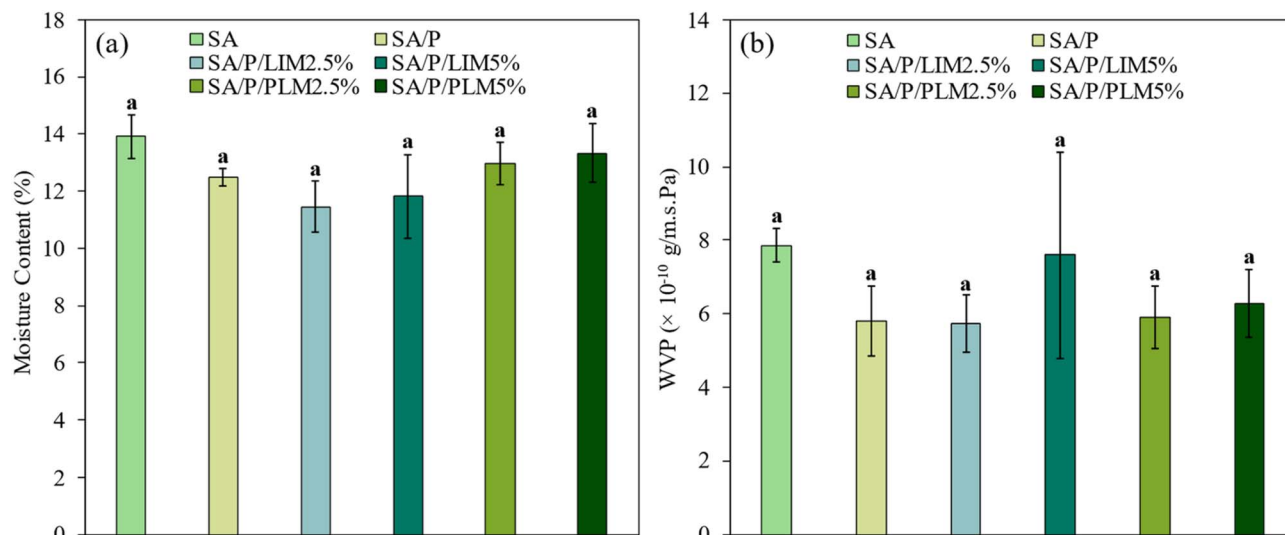 (a)
SA SA/P
SA/P/LIM2.5% SA/P/LIM5%
SA/P/PLM2.5% SA/P/PLM5%
Moisture Content (%)
18
16
14
12
10
8
6
4
2
0
a a a a a a
(b)
SA SA/P
SA/P/LIM2.5% SA/P/LIM5%
SA/P/PLM2.5% SA/P/PLM5%
WVP (× 10⁻¹⁰ g/m.s.Pa)
14
12
10
8
6
4
2
0
a a a a a a